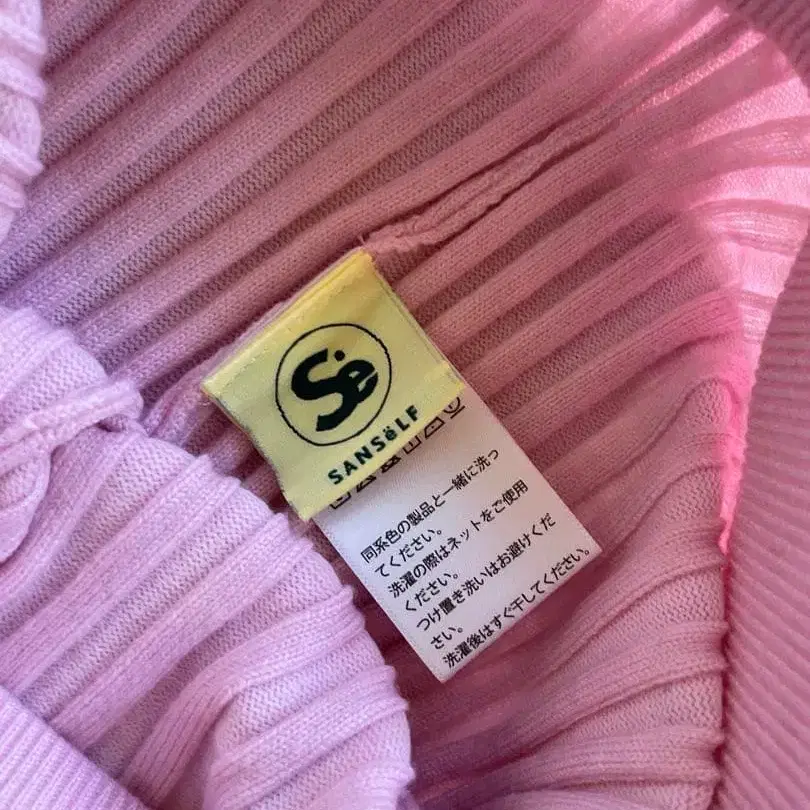 Se
SANSëLF
同系色の製品と一緒に洗っ
てください。
洗濯の際はネットをご使用
ください。
つけ置き洗いはお避けくだ
さい。
洗濯後はすぐ干してください。